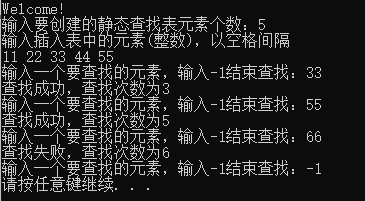 Welcome!
输入要创建的静态查找表元素个数：5
输入插入表中的元素(整数)，以空格间隔
11 22 33 44 55
输入一个要查找的元素，输入-1结束查找：33
查找成功，查找次数为3
输入一个要查找的元素，输入-1结束查找：55
查找成功，查找次数为5
输入一个要查找的元素，输入-1结束查找：66
查找失败，查找次数为6
输入一个要查找的元素，输入-1结束查找：-1
请按任意键继续. . .